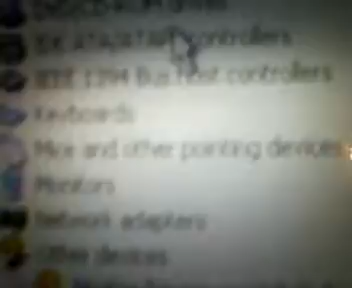 IDE ATA/ATAPI controllers
IEEE 1394 Bus host controllers
Keyboards
Mice and other pointing devices
Monitors
Network adapters
Other devices